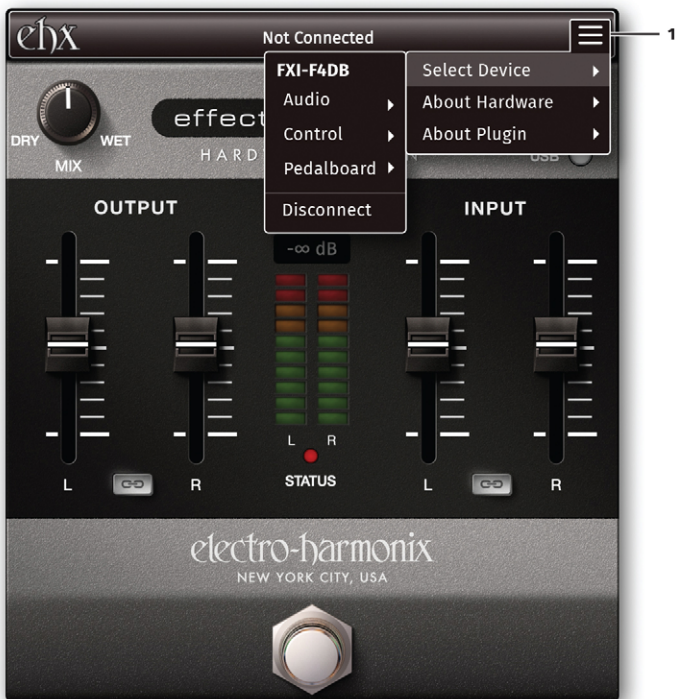 ehx
Not Connected
1
FXI-F4DB
Audio
Control
Pedalboard
Disconnect
Select Device
About Hardware
About Plugin
DRY
WET
MIX
effect
HARD
USB
OUTPUT
INPUT
-∞ dB
L R
STATUS
L R
L R
electro-harmonix
NEW YORK CITY, USA